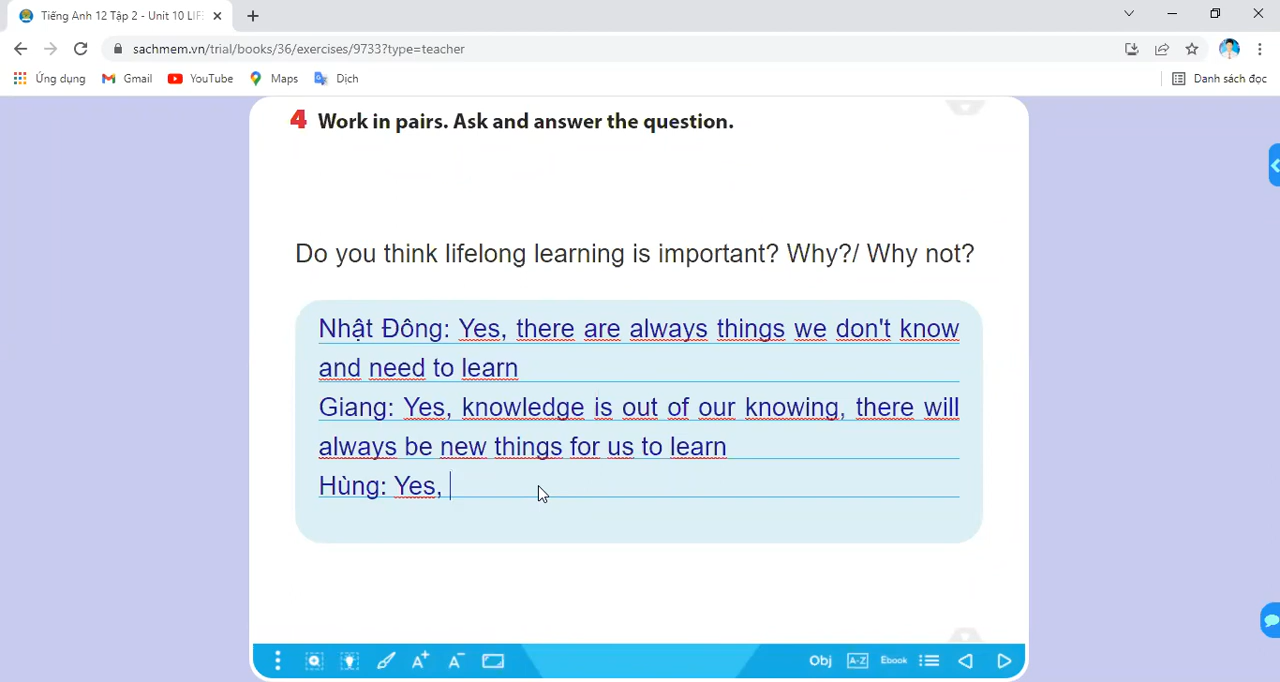 Tiếng Anh 12 Tập 2 - Unit 10 LIF
sachmem.vn/trial/books/36/exercises/9733?type=teacher
Ứng dụng Gmail YouTube Maps Dịch Danh sách đọc
4 Work in pairs. Ask and answer the question.
Do you think lifelong learning is important? Why?/ Why not?
Nhật Đông: Yes, there are always things we don't know
and need to learn
Giang: Yes, knowledge is out of our knowing, there will
always be new things for us to learn
Hùng: Yes,
A+ A- Obj A-Z Ebook